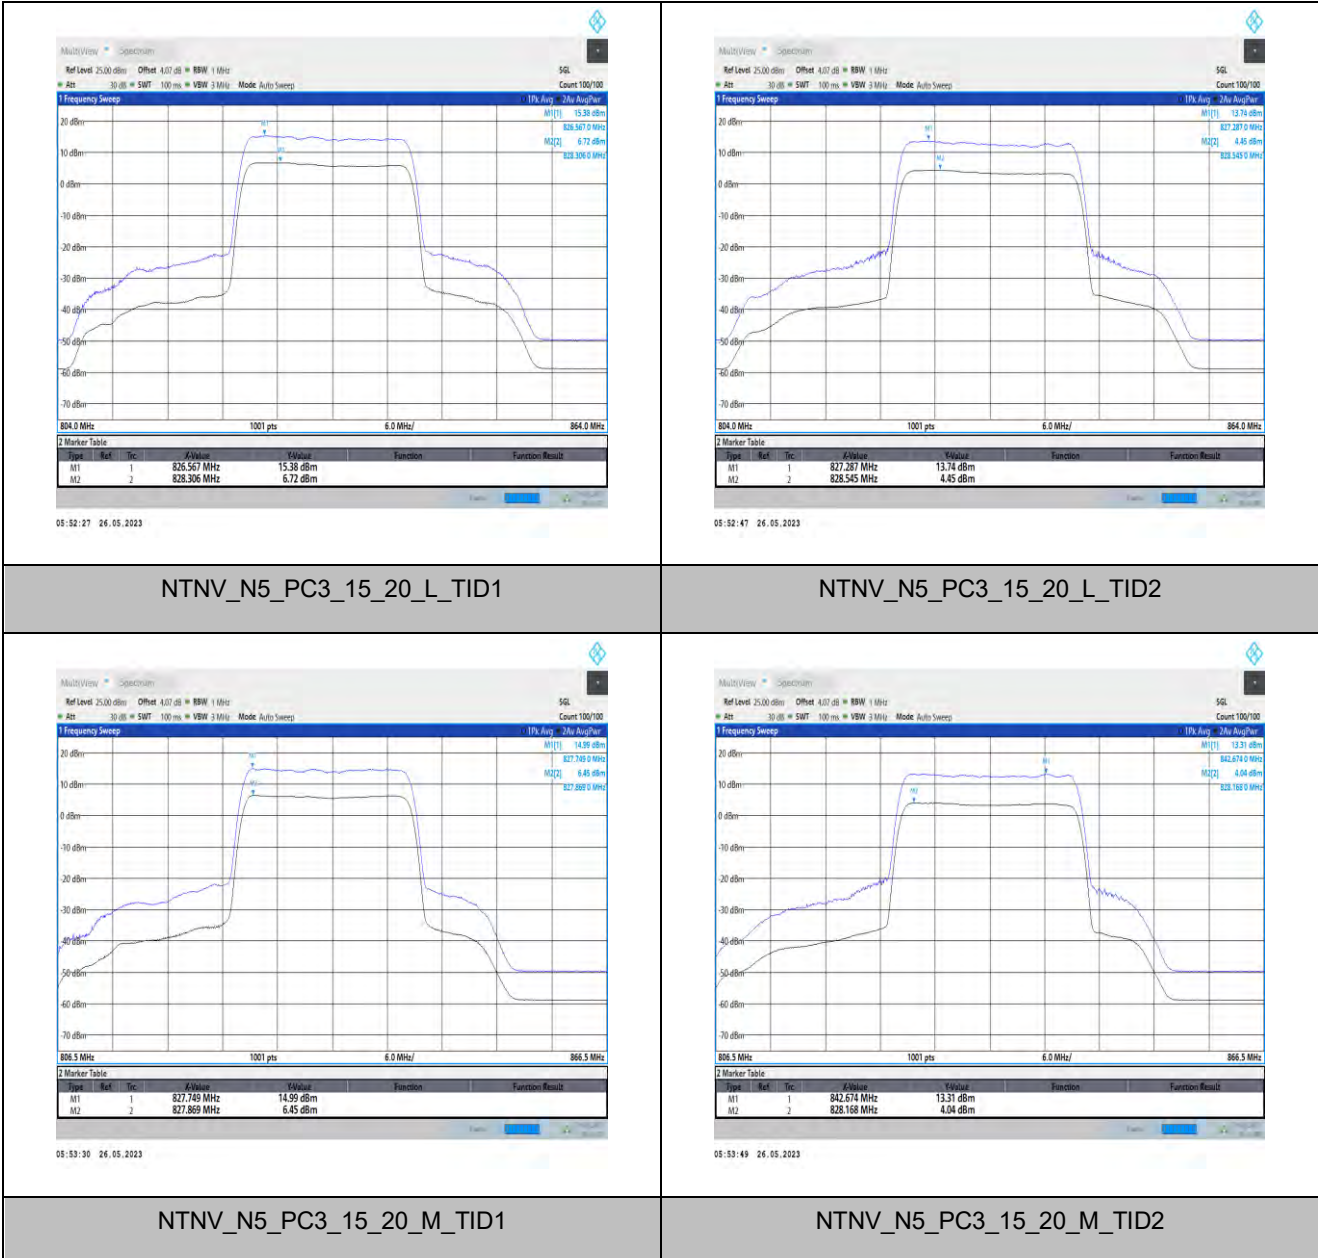 MultiView Spectrum
Ref Level 25.00 dBm Offset 4.07 dB RBW 1 MHz SGL
Att 30 dB SWT 100 ms VBW 3 MHz Mode Auto Sweep Count 100/100
1 Frequency Sweep 1Pk Avg 2Av AvgPwr
M1[1] 15.38 dBm
826.567 0 MHz
M2[2] 6.72 dBm
828.306 0 MHz
M1
20 dBm
10 dBm
0 dBm
-10 dBm
-20 dBm
-30 dBm
-40 dBm
-50 dBm
-60 dBm
-70 dBm
804.0 MHz 1001 pts 6.0 MHz/ 864.0 MHz
2 Marker Table
Type Ref Trc X-Value Y-Value Function Function Result
M1 1 826.567 MHz 15.38 dBm
M2 2 828.306 MHz 6.72 dBm
05:52:27 26.05.2023
NTNV_N5_PC3_15_20_L_TID1
MultiView Spectrum
Ref Level 25.00 dBm Offset 4.07 dB RBW 1 MHz SGL
Att 30 dB SWT 100 ms VBW 3 MHz Mode Auto Sweep Count 100/100
1 Frequency Sweep 1Pk Avg 2Av AvgPwr
M1[1] 13.74 dBm
827.287 0 MHz
M2[2] 4.45 dBm
828.545 0 MHz
M1
M2
20 dBm
10 dBm
0 dBm
-10 dBm
-20 dBm
-30 dBm
-40 dBm
-50 dBm
-60 dBm
-70 dBm
804.0 MHz 1001 pts 6.0 MHz/ 864.0 MHz
2 Marker Table
Type Ref Trc X-Value Y-Value Function Function Result
M1 1 827.287 MHz 13.74 dBm
M2 2 828.545 MHz 4.45 dBm
05:52:47 26.05.2023
NTNV_N5_PC3_15_20_L_TID2
MultiView Spectrum
Ref Level 25.00 dBm Offset 4.07 dB RBW 1 MHz SGL
Att 30 dB SWT 100 ms VBW 3 MHz Mode Auto Sweep Count 100/100
1 Frequency Sweep 1Pk Avg 2Av AvgPwr
M1[1] 14.99 dBm
827.749 0 MHz
M2[2] 6.45 dBm
827.869 0 MHz
M1
M2
20 dBm
10 dBm
0 dBm
-10 dBm
-20 dBm
-30 dBm
-40 dBm
-50 dBm
-60 dBm
-70 dBm
806.5 MHz 1001 pts 6.0 MHz/ 866.5 MHz
2 Marker Table
Type Ref Trc X-Value Y-Value Function Function Result
M1 1 827.749 MHz 14.99 dBm
M2 2 827.869 MHz 6.45 dBm
05:53:30 26.05.2023
NTNV_N5_PC3_15_20_M_TID1
MultiView Spectrum
Ref Level 25.00 dBm Offset 4.07 dB RBW 1 MHz SGL
Att 30 dB SWT 100 ms VBW 3 MHz Mode Auto Sweep Count 100/100
1 Frequency Sweep 1Pk Avg 2Av AvgPwr
M1[1] 13.31 dBm
842.674 0 MHz
M2[2] 4.04 dBm
828.168 0 MHz
M1
M2
20 dBm
10 dBm
0 dBm
-10 dBm
-20 dBm
-30 dBm
-40 dBm
-50 dBm
-60 dBm
-70 dBm
806.5 MHz 1001 pts 6.0 MHz/ 866.5 MHz
2 Marker Table
Type Ref Trc X-Value Y-Value Function Function Result
M1 1 842.674 MHz 13.31 dBm
M2 2 828.168 MHz 4.04 dBm
05:53:49 26.05.2023
NTNV_N5_PC3_15_20_M_TID2